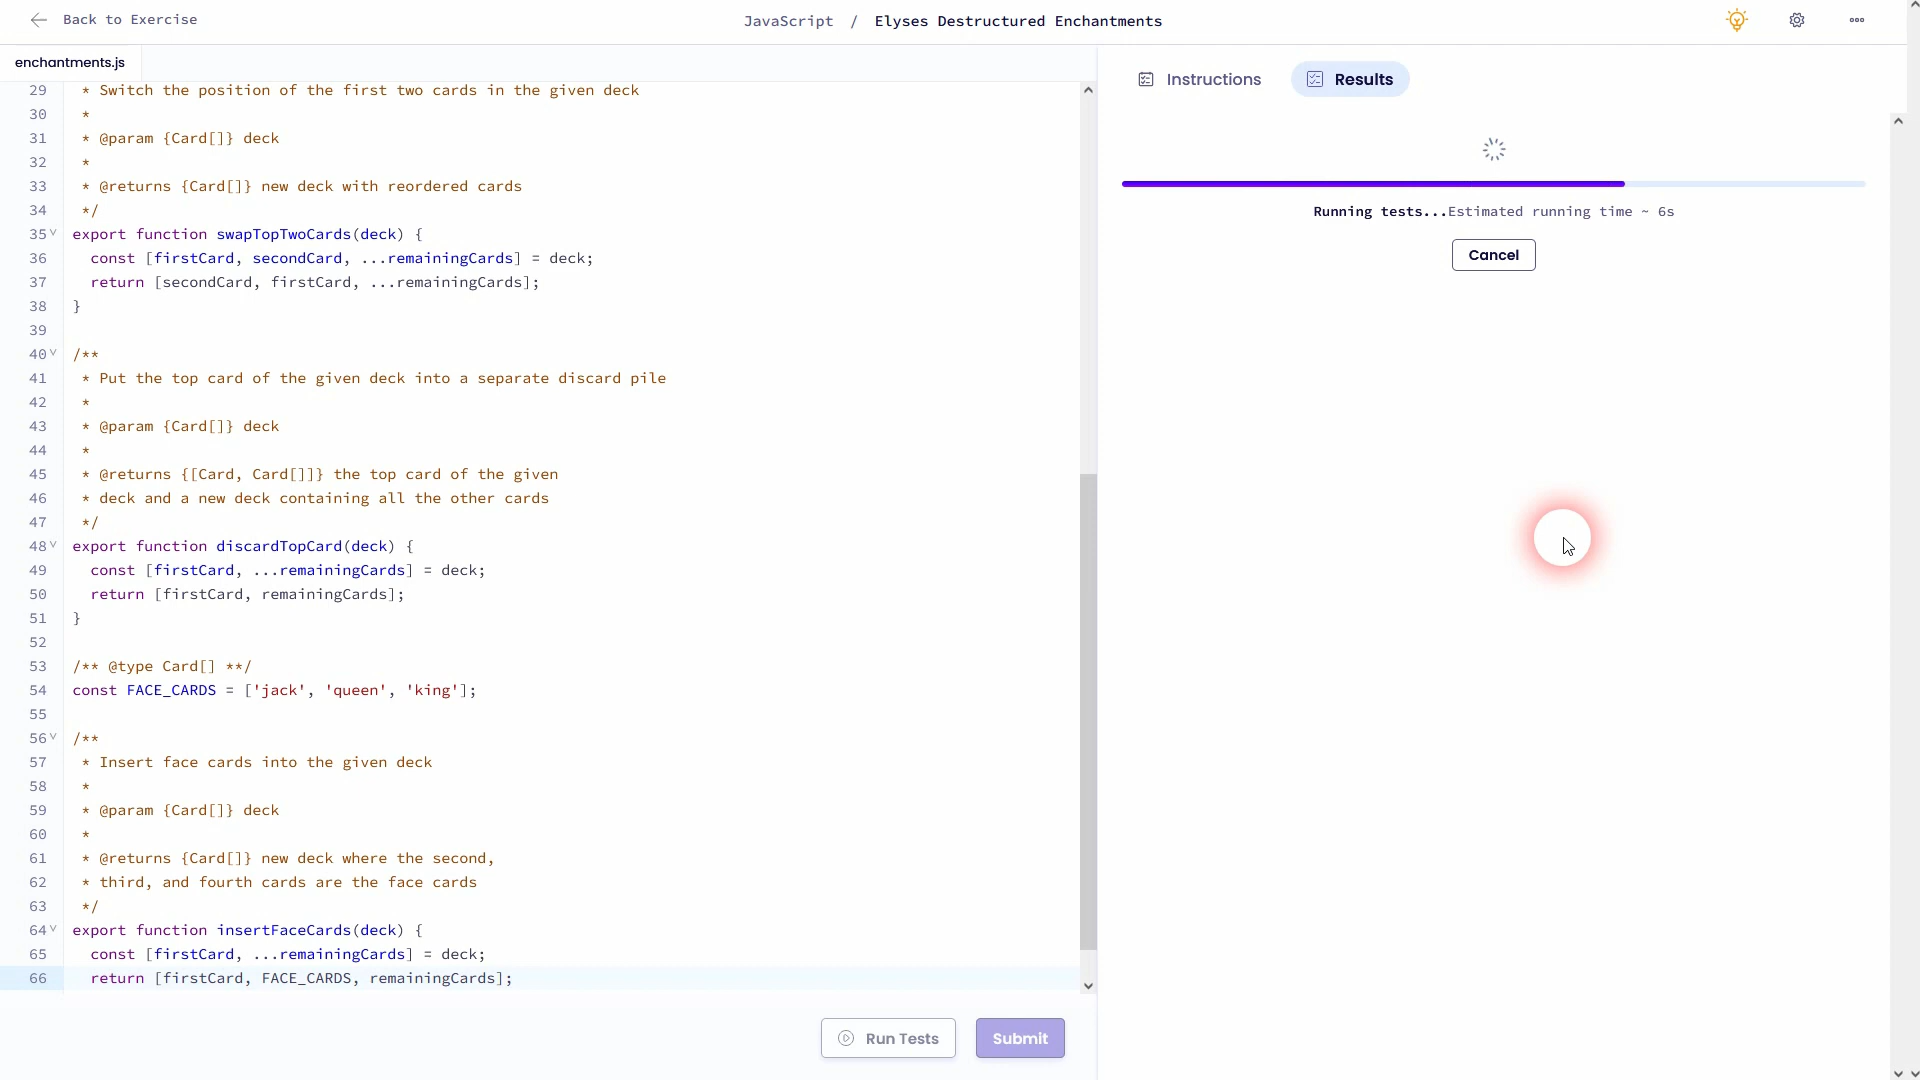 Back to Exercise
JavaScript / Elyses Destructured Enchantments
enchantments.js
Instructions
Results
29 * Switch the position of the first two cards in the given deck
30 *
31 * @param {Card[]} deck
32 *
33 * @returns {Card[]} new deck with reordered cards
34 */
35 export function swapTopTwoCards(deck) {
36 const [firstCard, secondCard, ...remainingCards] = deck;
37 return [secondCard, firstCard, ...remainingCards];
38 }
39
40 /**
41 * Put the top card of the given deck into a separate discard pile
42 *
43 * @param {Card[]} deck
44 *
45 * @returns {[Card, Card[]]} the top card of the given
46 * deck and a new deck containing all the other cards
47 */
48 export function discardTopCard(deck) {
49 const [firstCard, ...remainingCards] = deck;
50 return [firstCard, remainingCards];
51 }
52
53 /** @type Card[] **/
54 const FACE_CARDS = ['jack', 'queen', 'king'];
55
56 /**
57 * Insert face cards into the given deck
58 *
59 * @param {Card[]} deck
60 *
61 * @returns {Card[]} new deck where the second,
62 * third, and fourth cards are the face cards
63 */
64 export function insertFaceCards(deck) {
65 const [firstCard, ...remainingCards] = deck;
66 return [firstCard, FACE_CARDS, remainingCards];
Running tests...Estimated running time ~ 6s
Cancel
Run Tests
Submit